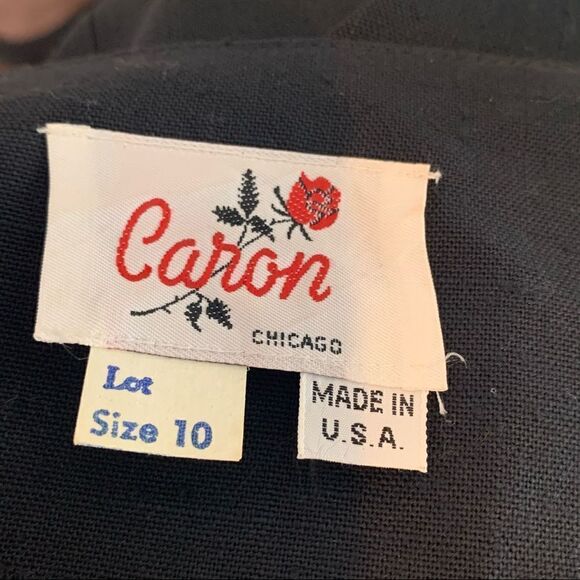 Caron
CHICAGO
Lot
Size 10
MADE IN
U.S.A.